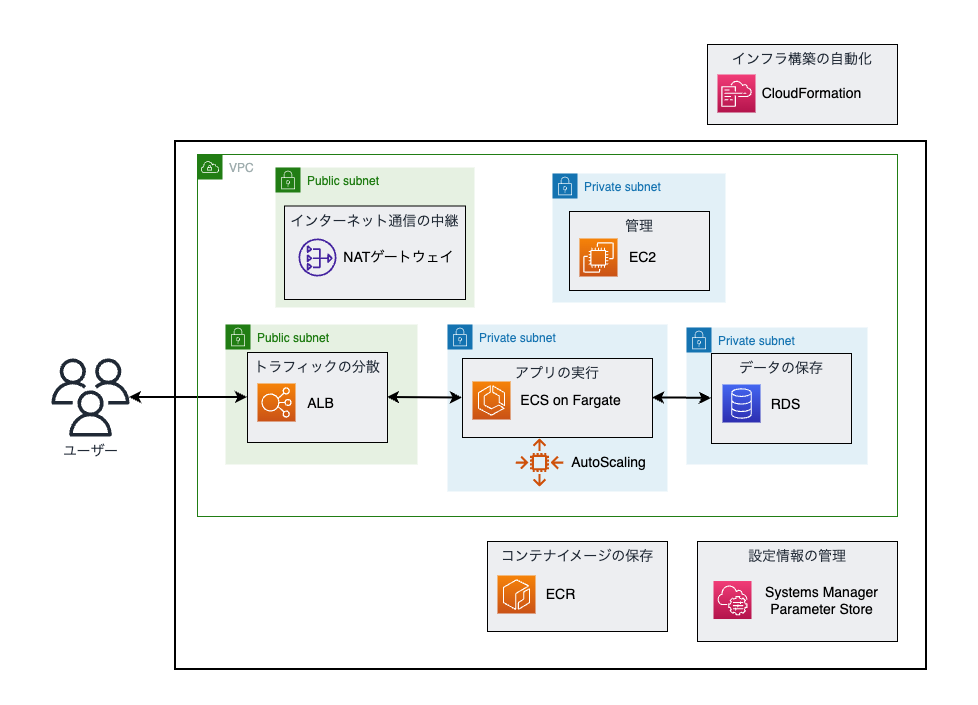 インフラ構築の自動化
CloudFormation
VPC
Public subnet
インターネット通信の中継
NATゲートウェイ
Private subnet
管理
EC2
Public subnet
トラフィックの分散
ALB
Private subnet
アプリの実行
ECS on Fargate
AutoScaling
Private subnet
データの保存
RDS
ユーザー
コンテナイメージの保存
ECR
設定情報の管理
Systems Manager
Parameter Store